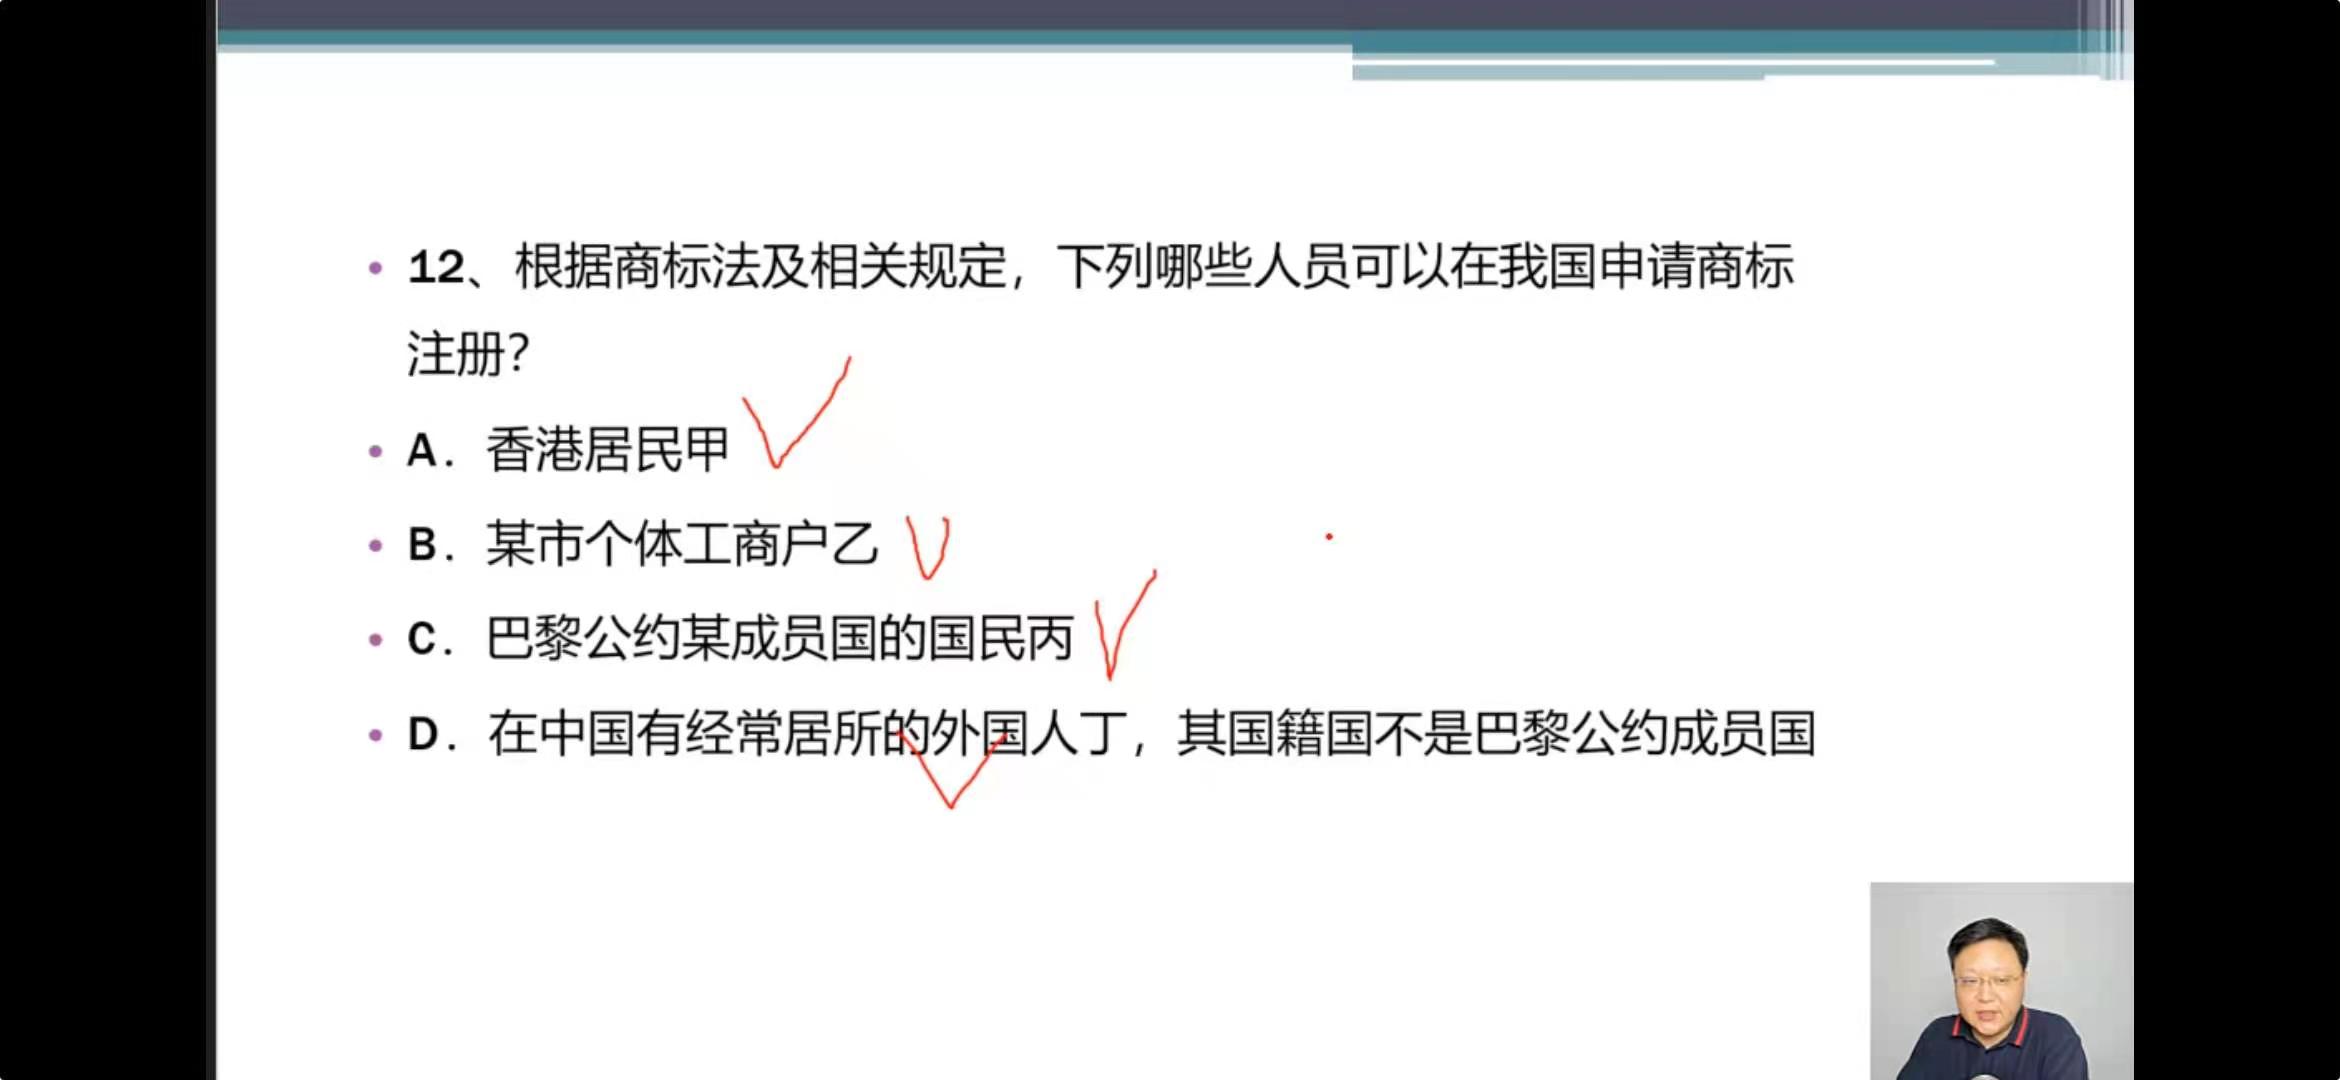 12、根据商标法及相关规定，下列哪些人员可以在我国申请商标
注册？
A．香港居民甲
B．某市个体工商户乙
C．巴黎公约某成员国的国民丙
D．在中国有经常居所的外国人丁，其国籍国不是巴黎公约成员国